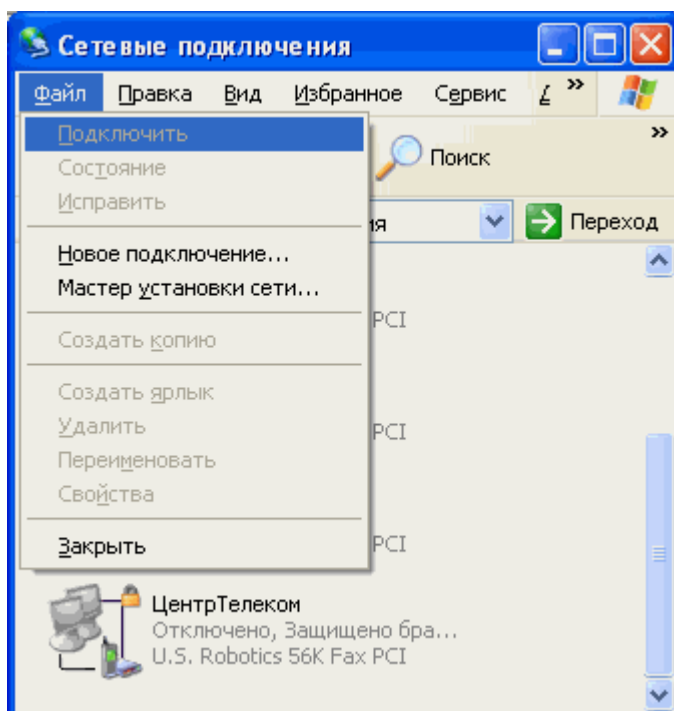 Сетевые подключения
Файл Правка Вид Избранное Сервис »
Подключить
Состояние
Исправить
Поиск »
ия Переход
Новое подключение...
Мастер установки сети...
PCI
Создать копию
Создать ярлык
Удалить
PCI
Переименовать
Свойства
Закрыть
PCI
ЦентрТелеком
Отключено, Защищено бра...
U.S. Robotics 56K Fax PCI